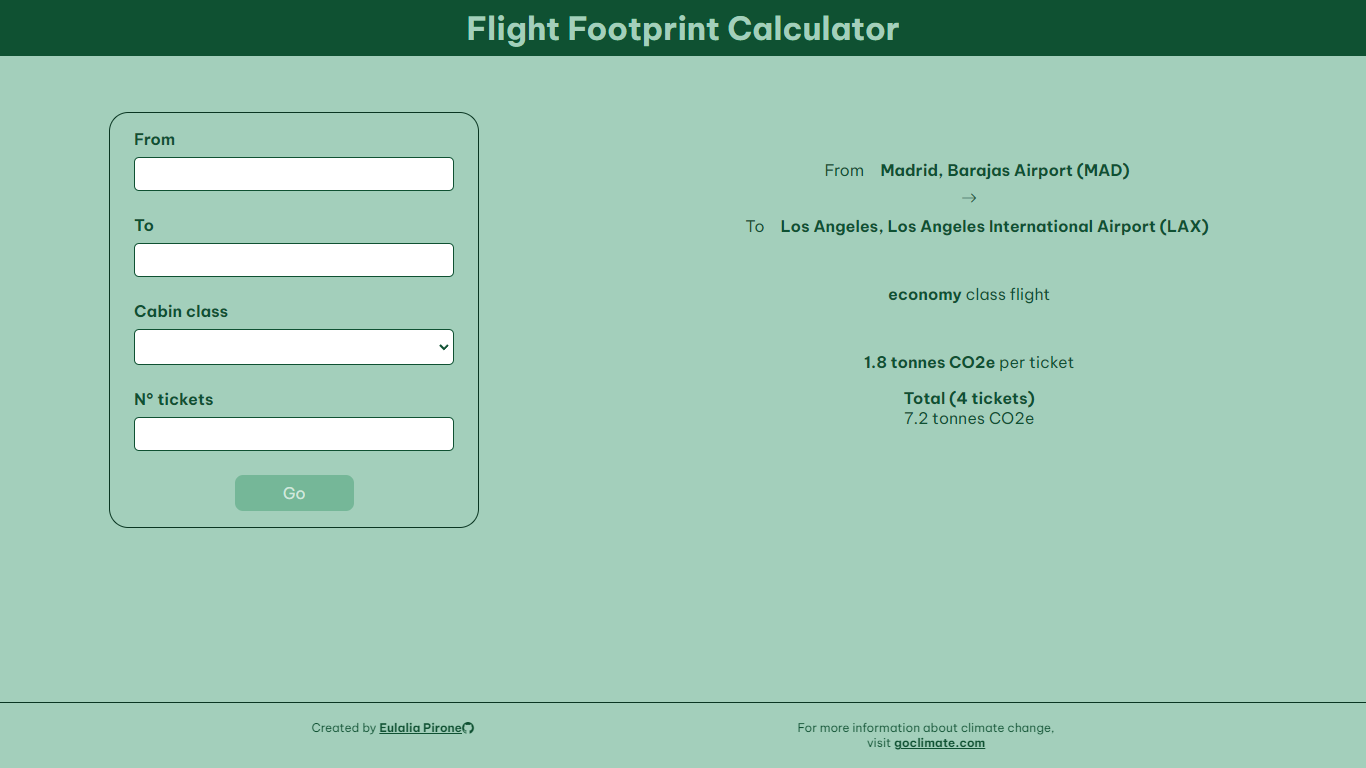 Flight Footprint Calculator
From
To
Cabin class
Nº tickets
Go
From Madrid, Barajas Airport (MAD)
→
To Los Angeles, Los Angeles International Airport (LAX)
economy class flight
1.8 tonnes CO2e per ticket
Total (4 tickets)
7.2 tonnes CO2e
Created by Eulalia Pirone
For more information about climate change,
visit goclimate.com